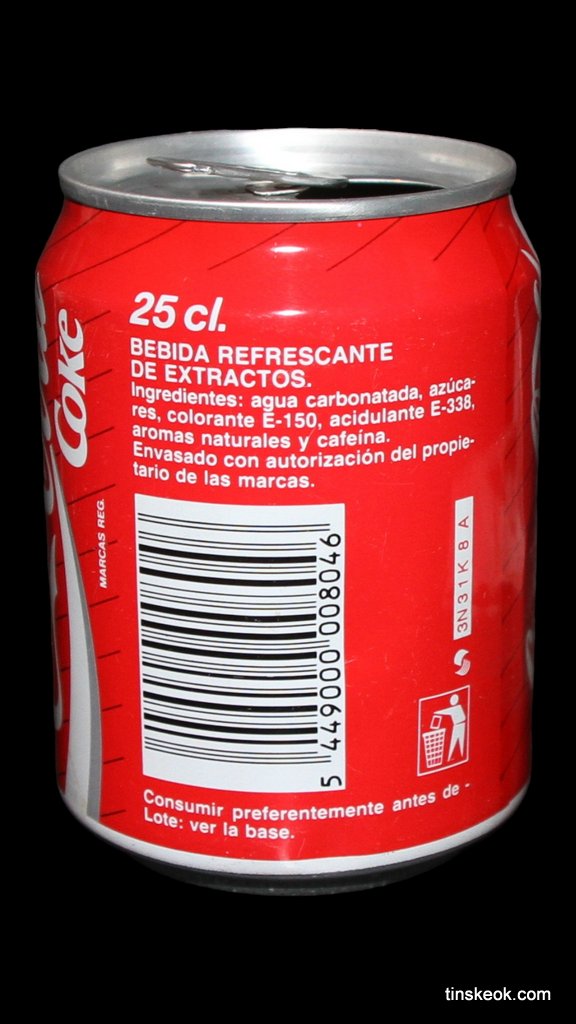 25 cl.
BEBIDA REFRESCANTE
DE EXTRACTOS.
Ingredientes: agua carbonatada, azúca-
res, colorante E-150, acidulante E-338,
aromas naturales y cafeína.
Envasado con autorización del propie-
tario de las marcas.
Coke
MARCAS REG.
5 449000 008046
3N31K8A
Consumir preferentemente antes de -
Lote: ver la base.
tinskeok.com